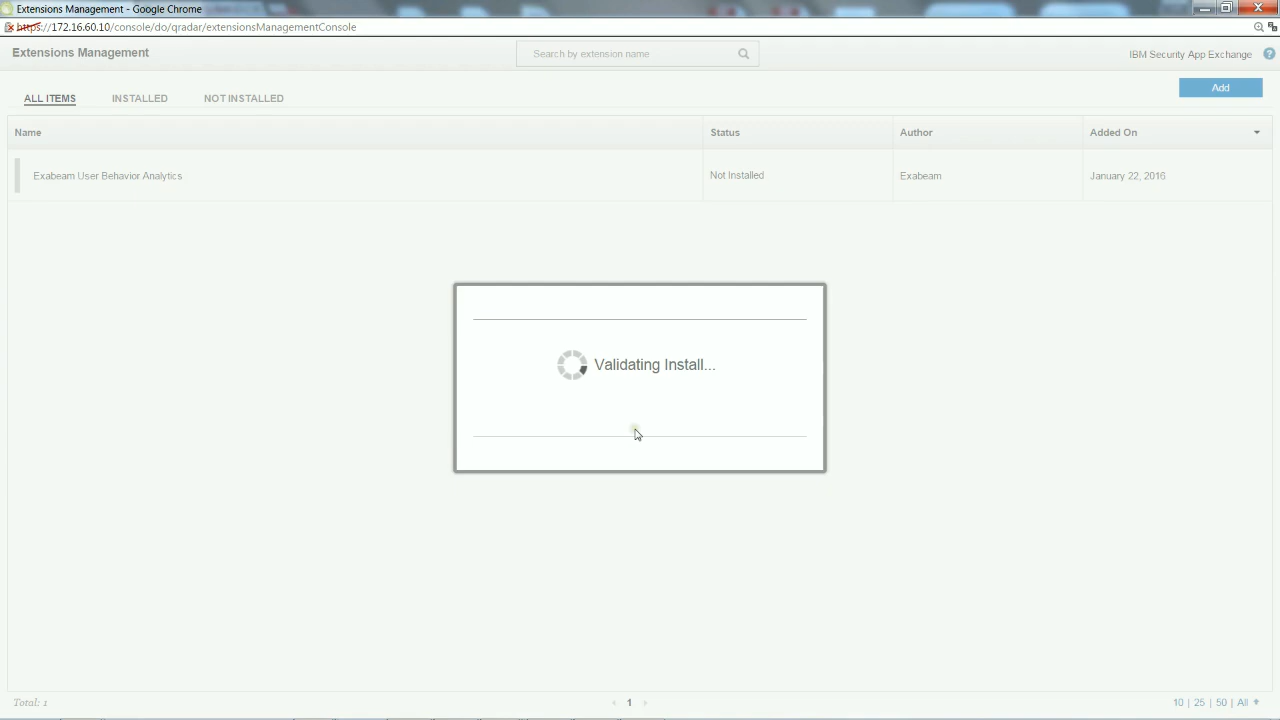 Extensions Management - Google Chrome
https://172.16.60.10/console/do/qradar/extensionsManagementConsole
Extensions Management
Search by extension name
IBM Security App Exchange
ALL ITEMS
INSTALLED
NOT INSTALLED
Add
Name
Status
Author
Added On
Exabeam User Behavior Analytics
Not Installed
Exabeam
January 22, 2016
Validating Install...
Total: 1
1
10 | 25 | 50 | All